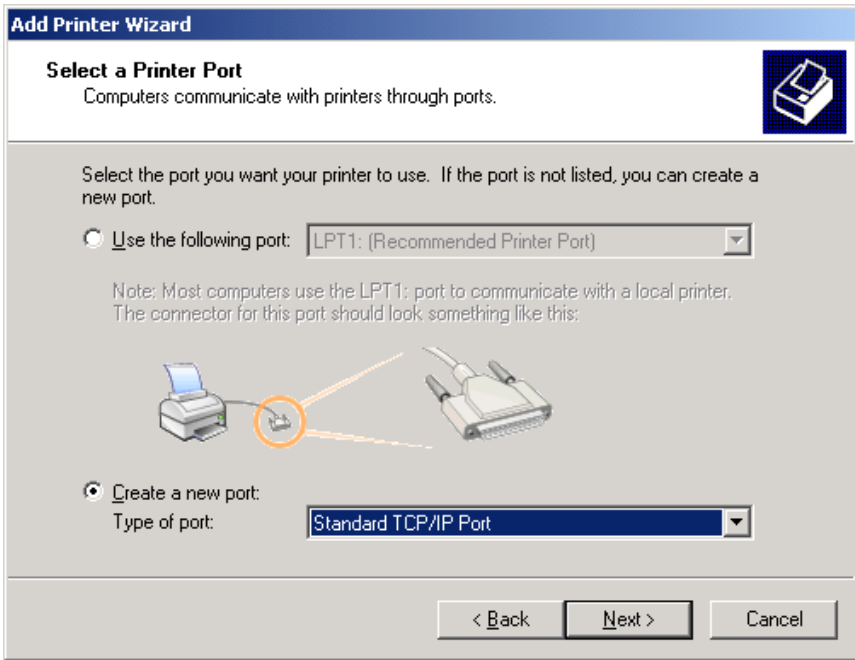 Add Printer Wizard
Select a Printer Port
Computers communicate with printers through ports.
Select the port you want your printer to use. If the port is not listed, you can create a
new port.
Use the following port: LPT1: (Recommended Printer Port)
Note: Most computers use the LPT1: port to communicate with a local printer.
The connector for this port should look something like this:
Create a new port:
Type of port: Standard TCP/IP Port
< Back Next > Cancel